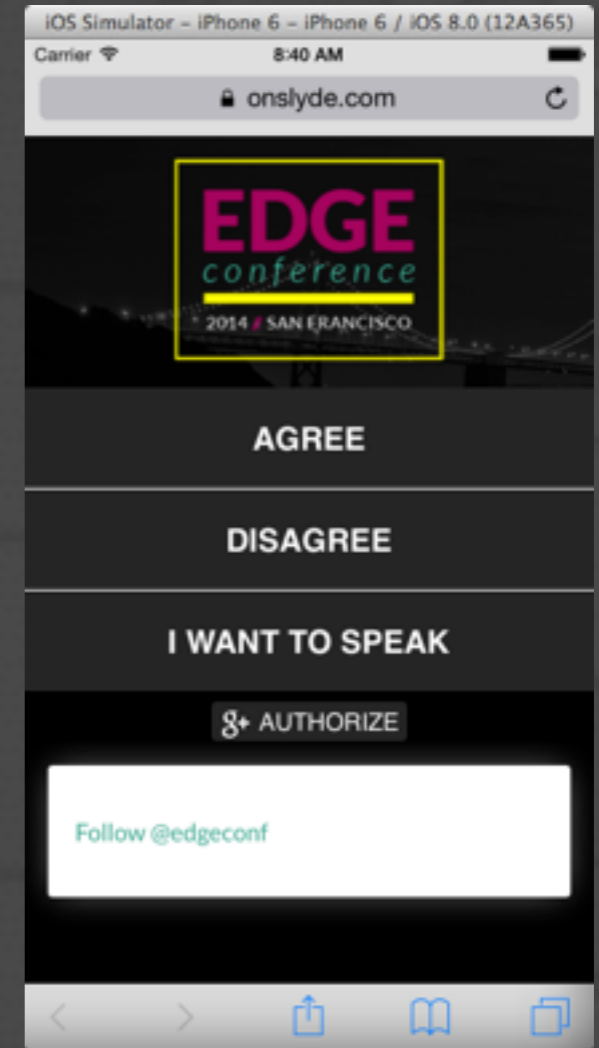 iOS Simulator – iPhone 6 – iPhone 6 / iOS 8.0 (12A365)
Carrier 8:40 AM
onslyde.com
EDGE
conference
2014 // SAN FRANCISCO
AGREE
DISAGREE
I WANT TO SPEAK
g+ AUTHORIZE
Follow @edgeconf